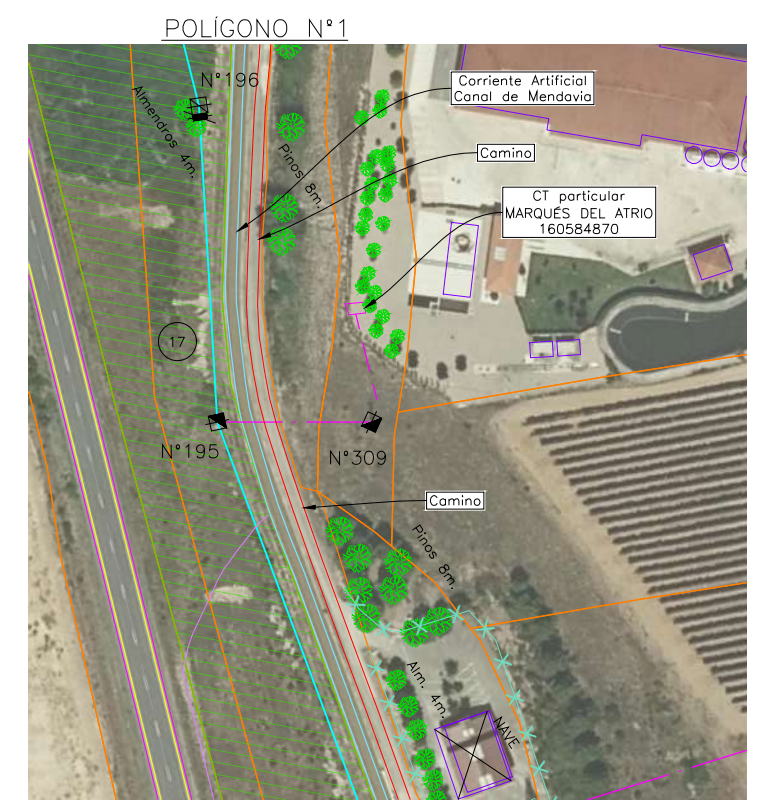 POLÍGONO Nº1
Nº196
Almendros 4m.
Corriente Artificial
Canal de Mendavia
Pinos 8m.
Camino
CT particular
MARQUÉS DEL ATRIO
160584870
17
Nº195
Nº309
Camino
Pinos 8m.
Alm. 4m.
NAVE